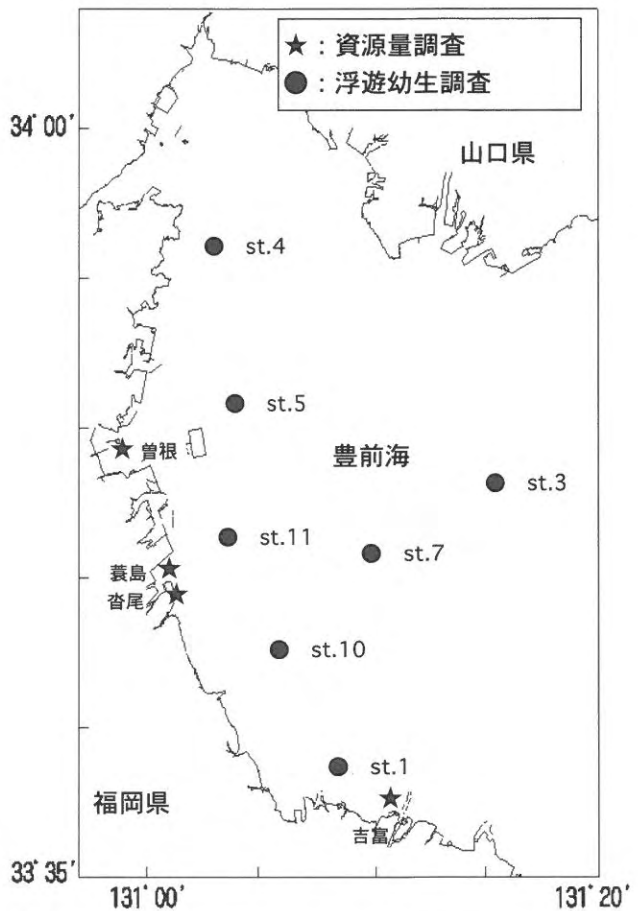 ★：資源量調査
●：浮遊幼生調査
34°00'
山口県
st.4
st.5
曽根
豊前海
st.3
st.11
st.7
蓑島
沓尾
st.10
st.1
福岡県
吉富
33°35'
131°00'
131°20'